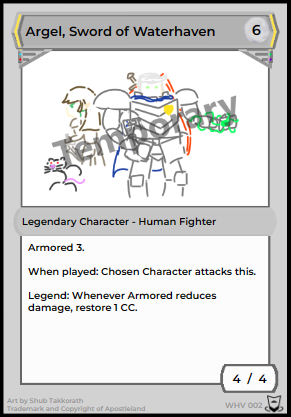 Argel, Sword of Waterhaven
6
Temporary
Legendary Character - Human Fighter
Armored 3.
When played: Chosen Character attacks this.
Legend: Whenever Armored reduces
damage, restore 1 CC.
4 / 4
Art by Shub Takkorath
Trademark and Copyright of Apostleland
WHV 002